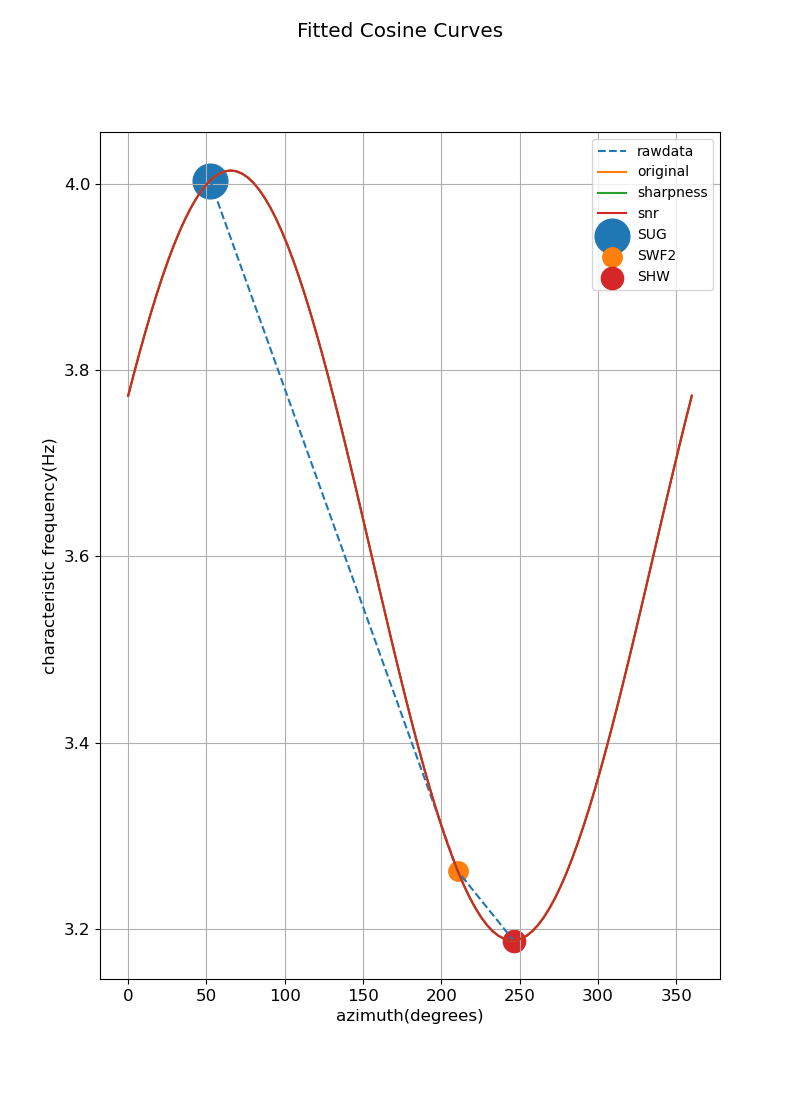 Fitted Cosine Curves
rawdata
original
sharpness
snr
SUG
SWF2
SHW
4.0
3.8
3.6
3.4
3.2
characteristic frequency(Hz)
0 50 100 150 200 250 300 350
azimuth(degrees)